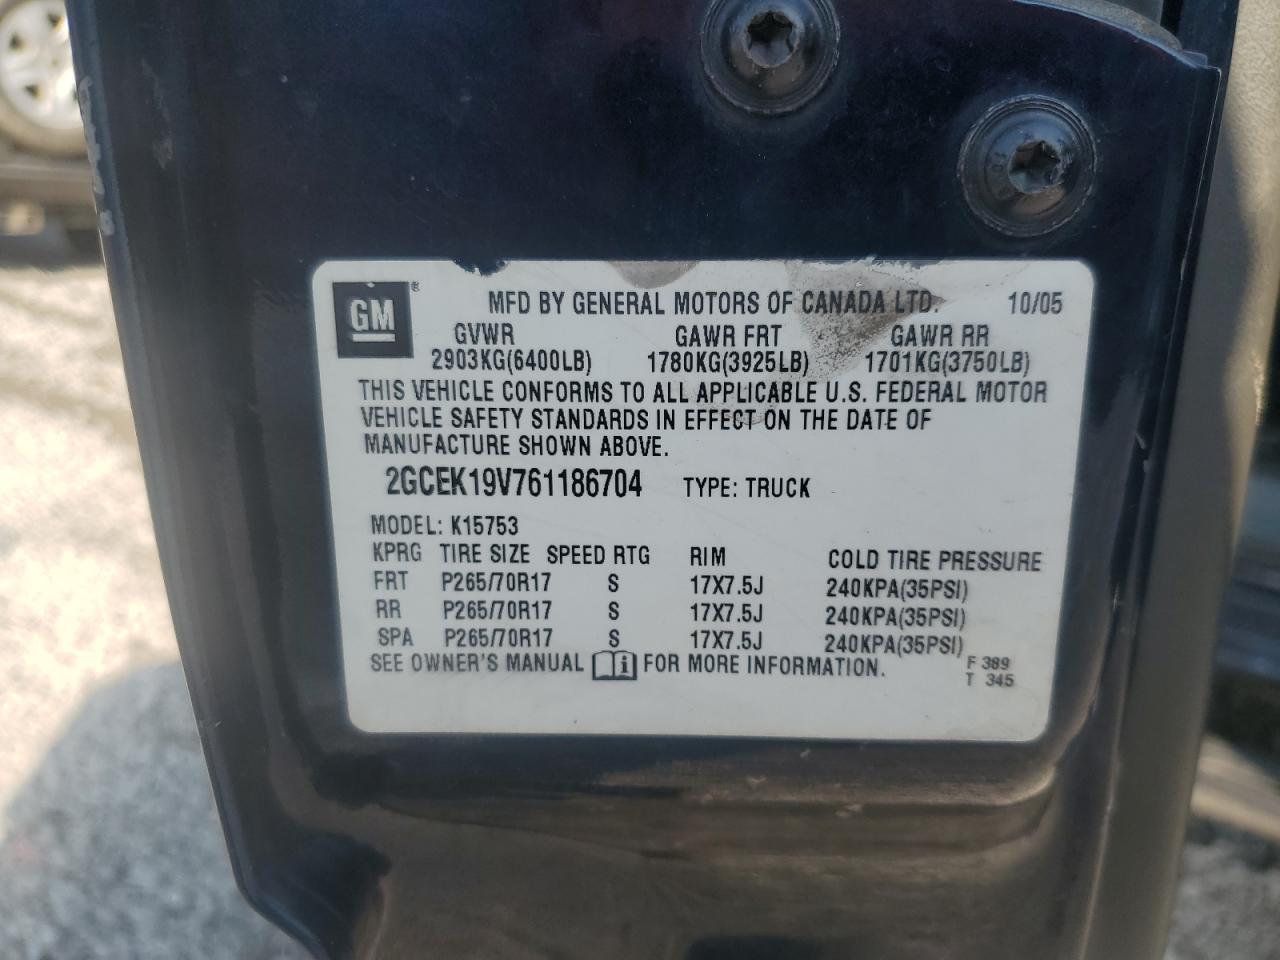 GM ®
MFD BY GENERAL MOTORS OF CANADA LTD. 10/05
GVWR GAWR FRT GAWR RR
2903KG(6400LB) 1780KG(3925LB) 1701KG(3750LB)
THIS VEHICLE CONFORMS TO ALL APPLICABLE U.S. FEDERAL MOTOR
VEHICLE SAFETY STANDARDS IN EFFECT ON THE DATE OF
MANUFACTURE SHOWN ABOVE.
2GCEK19V761186704 TYPE: TRUCK
MODEL: K15753
KPRG TIRE SIZE SPEED RTG RIM COLD TIRE PRESSURE
FRT P265/70R17 S 17X7.5J 240KPA(35PSI)
RR P265/70R17 S 17X7.5J 240KPA(35PSI)
SPA P265/70R17 S 17X7.5J 240KPA(35PSI)
SEE OWNER'S MANUAL FOR MORE INFORMATION.
F 389
T 345